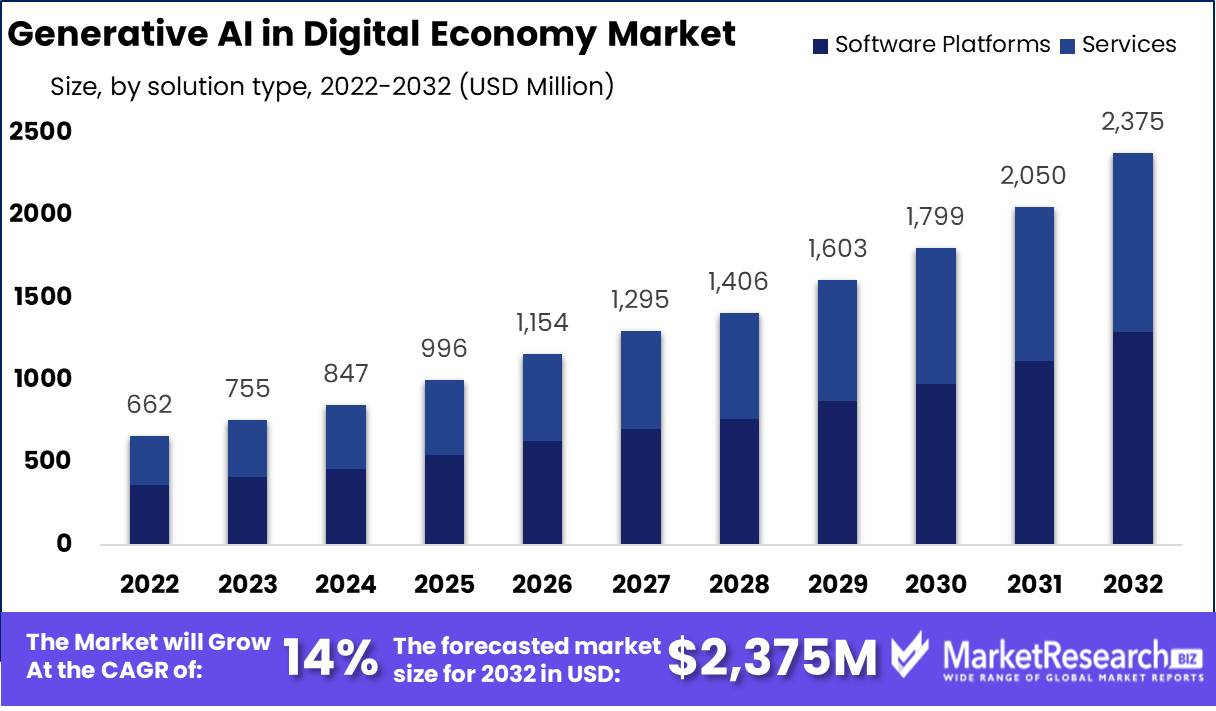 Generative AI in Digital Economy Market
Software Platforms Services
Size, by solution type, 2022-2032 (USD Million)
2500
2000
1500
1000
500
0
662
755
847
996
1,154
1,295
1,406
1,603
1,799
2,050
2,375
2022 2023 2024 2025 2026 2027 2028 2029 2030 2031 2032
The Market will Grow
At the CAGR of:
14%
The forecasted market
size for 2032 in USD:
$2,375M
MarketResearch BIZ
WIDE RANGE OF GLOBAL MARKET REPORTS